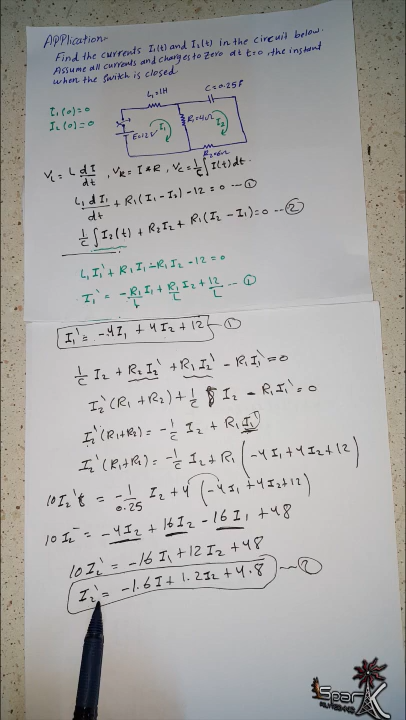 Application:-
Find the currents I₁(t) and I₂(t) in the circuit below.
Assume all currents and charges to zero at t=0, the instant
when the switch is closed
I₁(0)=0
I₂(0)=0
L₁=1H
C=0.25F
E=12V
I₁
R₁=4Ω
I₂
R₂=6Ω
V_L = L dI/dt , V_R = I * R , V_C = 1/C ∫ I(t) dt.
L₁ dI₁/dt + R₁(I₁-I₂) -12 = 0 --- ①
1/C ∫ I₂(t) + R₂I₂ + R₁(I₂-I₁) = 0 --- ②
L₁I₁' + R₁I₁ - R₁I₂ -12 = 0
I₁' = -R₁/L I₁ + R₁/L I₂ + 12/L --- ①
I₁' = -4I₁ + 4I₂ + 12 --- ①
1/C I₂ + R₂I₂' + R₁I₂' - R₁I₁' = 0
I₂'(R₁+R₂) + 1/C I₂ - R₁I₁' = 0
I₂'(R₁+R₂) = -1/C I₂ + R₁I₁'
I₂'(R₁+R₂) = -1/C I₂ + R₁(-4I₁+4I₂+12)
10I₂' = -1/0.25 I₂ + 4(-4I₁+4I₂+12)
10I₂' = -4I₂ + 16I₂ - 16I₁ + 48
10I₂' = -16I₁ + 12I₂ + 48
I₂' = -1.6I + 1.2I₂ + 4.8 --- ②
Spark